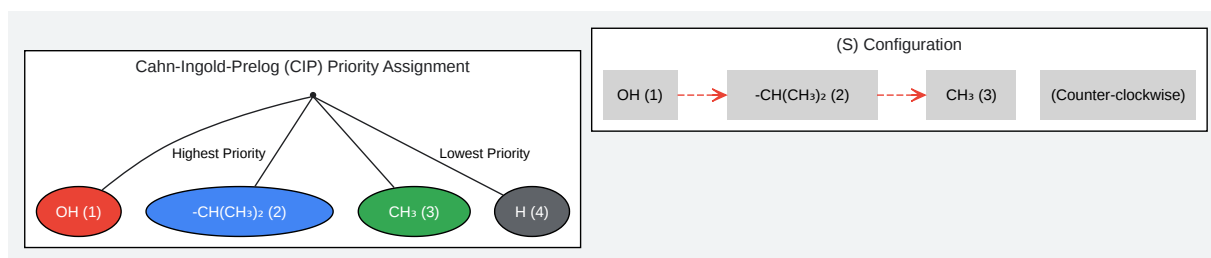 Cahn-Ingold-Prelog (CIP) Priority Assignment
Highest Priority
Lowest Priority
OH (1)
-CH(CH₃)₂ (2)
CH₃ (3)
H (4)
(S) Configuration
OH (1)
-CH(CH₃)₂ (2)
CH₃ (3)
(Counter-clockwise)